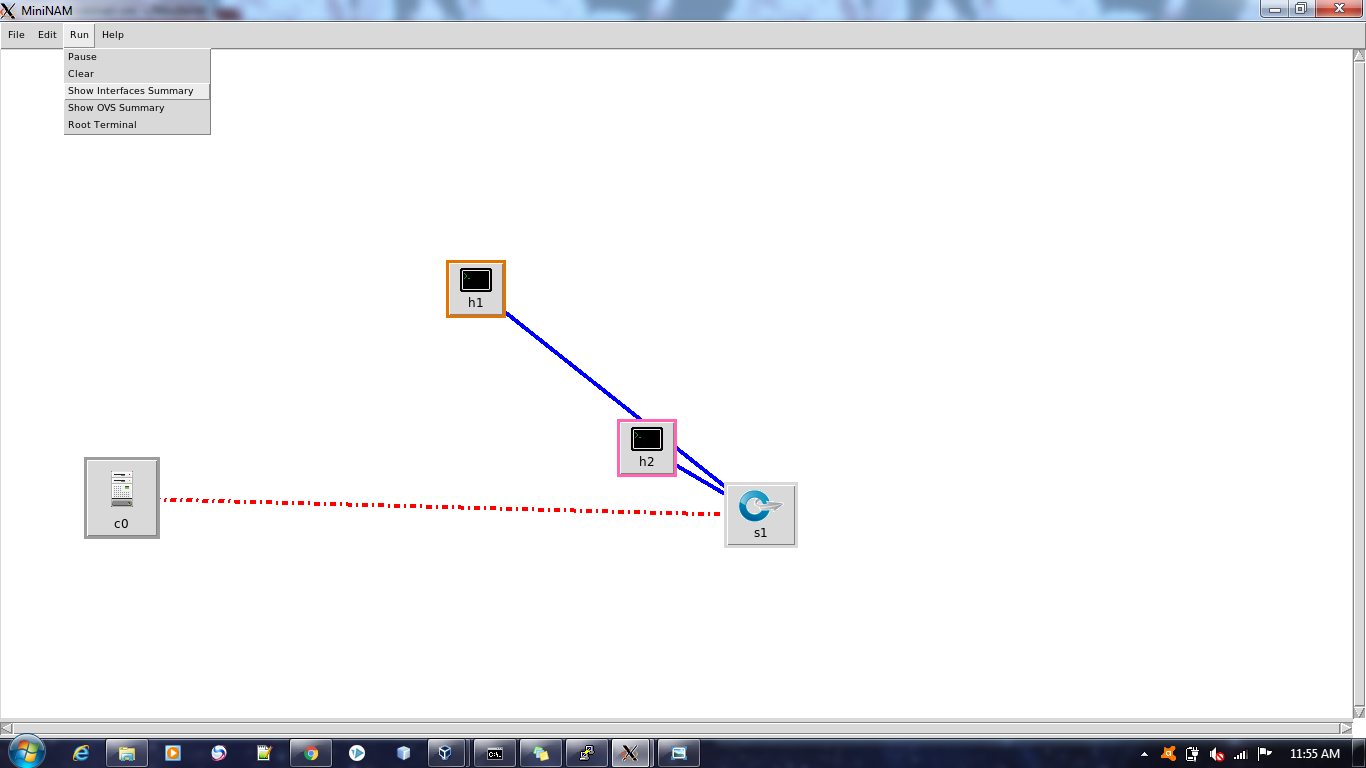 MiniNAM
File Edit Run Help
Pause
Clear
Show Interfaces Summary
Show OVS Summary
Root Terminal
h1
h2
c0
s1
C:\.
11:55 AM